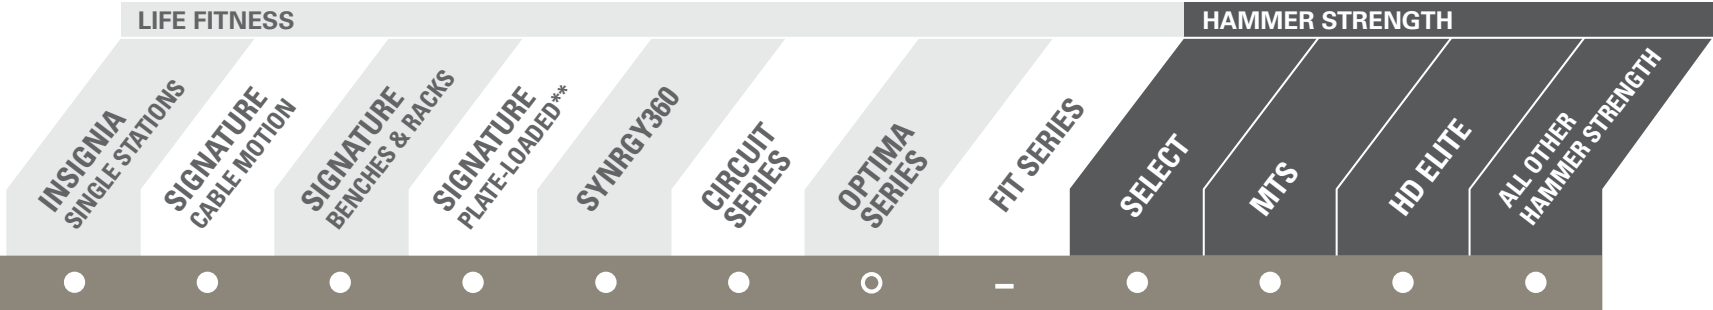 LIFE FITNESS
HAMMER STRENGTH
INSIGNIA
SINGLE STATIONS
SIGNATURE
CABLE MOTION
SIGNATURE
BENCHES & RACKS
SIGNATURE
PLATE-LOADED**
SYNRGY360
CIRCUIT
SERIES
OPTIMA
SERIES
FIT SERIES
SELECT
MTS
HD ELITE
ALL OTHER
HAMMER STRENGTH
–